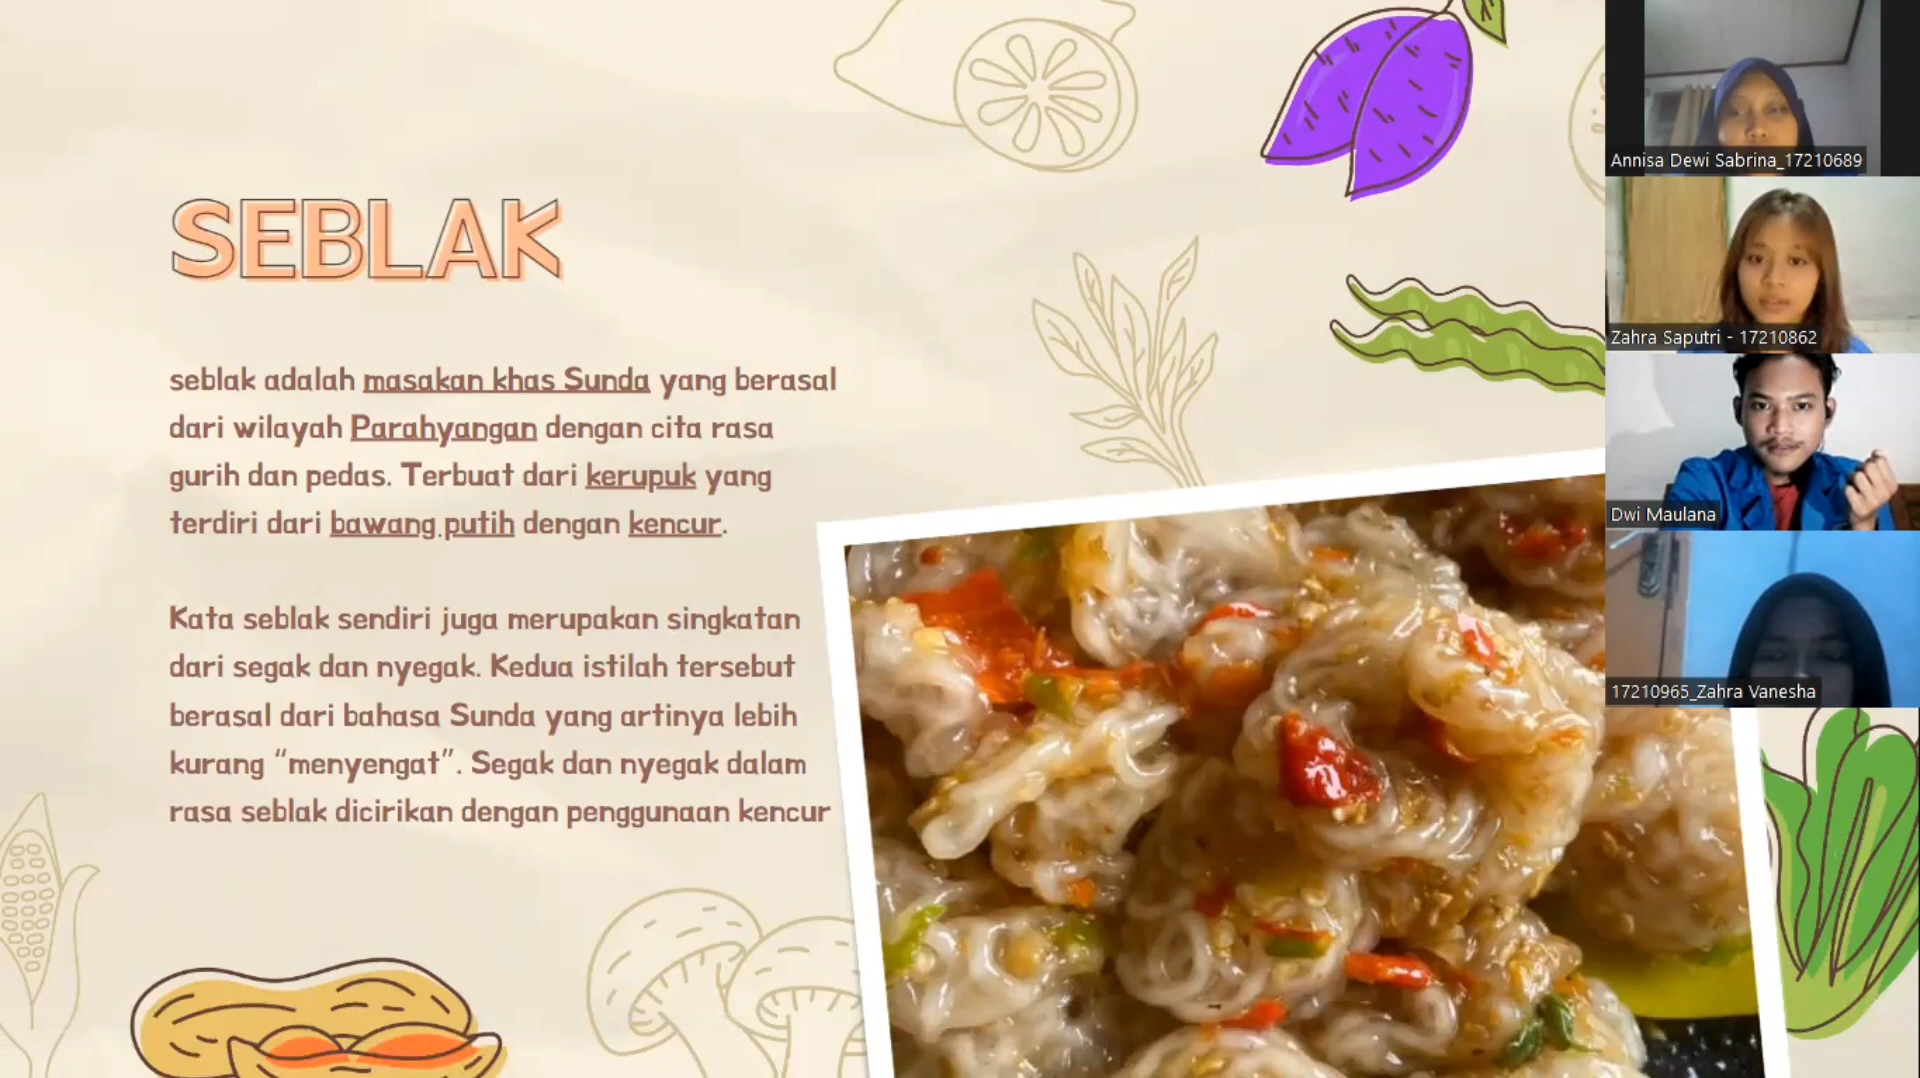 SEBLAK
seblak adalah masakan khas Sunda yang berasal
dari wilayah Parahyangan dengan cita rasa
gurih dan pedas. Terbuat dari kerupuk yang
terdiri dari bawang putih dengan kencur.
Kata seblak sendiri juga merupakan singkatan
dari segak dan nyegak. Kedua istilah tersebut
berasal dari bahasa Sunda yang artinya lebih
kurang “menyengat”. Segak dan nyegak dalam
rasa seblak dicirikan dengan penggunaan kencur
Annisa Dewi Sabrina_17210689
Zahra Saputri - 17210862
Dwi Maulana
17210965_Zahra Vanesha